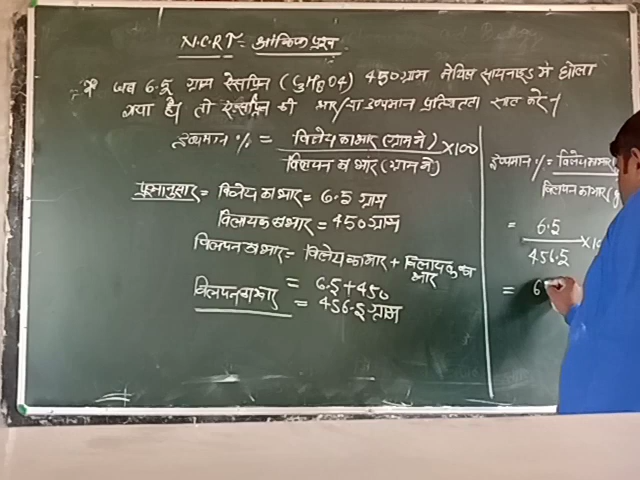 N.C.R.T = आंकिक प्रश्न
जब 6.5 ग्राम ऐसप्रिन (C9H8O4) 450 ग्राम मेथिल सायनाइड में घोला
गया है। तो ऐस्प्रिन की भार/या द्रव्यमान प्रतिशतता ज्ञात करे।
द्रव्यमान % = विलेय का भार (ग्राम में) / विलयन का भार (ग्राम में) ×100
प्रश्नानुसार = विलेय का भार = 6.5 ग्राम
विलायक का भार = 450 ग्राम
विलयन का भार = विलेय का भार + विलायक का भार
= 6.5 + 450
विलयन का भार = 456.5 ग्राम
द्रव्यमान % = विलेय का भार
विलयन का भार (
= 6.5 / 456.5 ×10
= 6